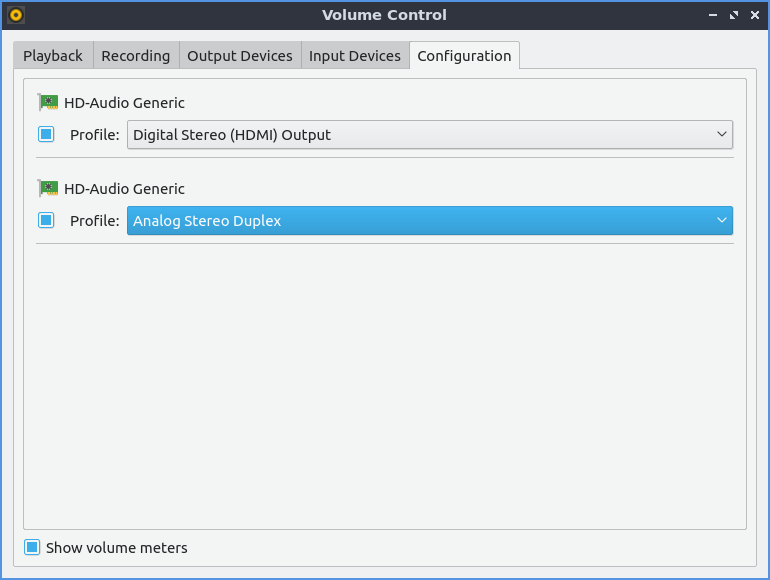 Volume Control
Playback Recording Output Devices Input Devices Configuration
HD-Audio Generic
Profile: Digital Stereo (HDMI) Output
HD-Audio Generic
Profile: Analog Stereo Duplex
Show volume meters